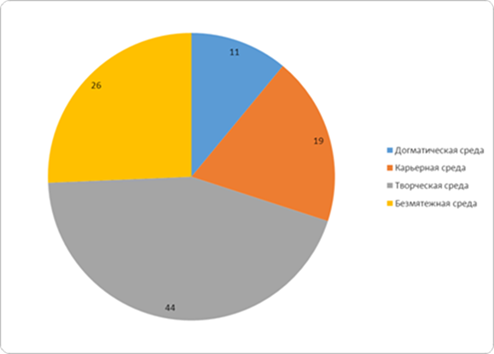 11
26
19
44
Догматическая среда
Карьерная среда
Творческая среда
Безмятежная среда